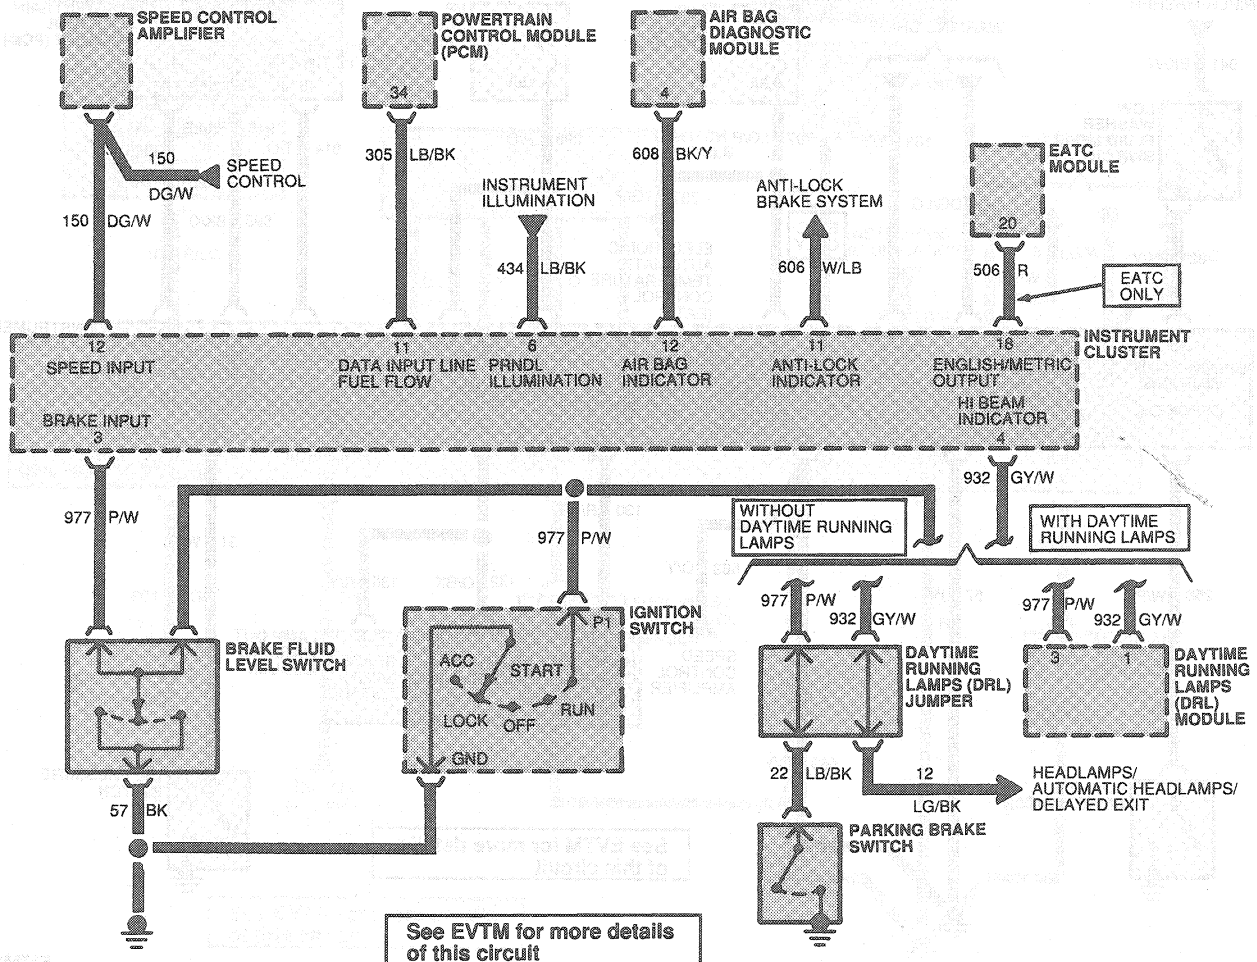 SPEED CONTROL
AMPLIFIER
POWERTRAIN
CONTROL MODULE
(PCM)
34
AIR BAG
DIAGNOSTIC
MODULE
4
EATC
MODULE
20
150
DG/W
SPEED
CONTROL
150 DG/W
305 LB/BK
INSTRUMENT
ILLUMINATION
434 LB/BK
608 BK/Y
ANTI-LOCK
BRAKE SYSTEM
606 W/LB
506 R
EATC
ONLY
INSTRUMENT
CLUSTER
12
SPEED INPUT
11
DATA INPUT LINE
FUEL FLOW
6
PRNDL
ILLUMINATION
12
AIR BAG
INDICATOR
11
ANTI-LOCK
INDICATOR
18
ENGLISH/METRIC
OUTPUT
BRAKE INPUT
3
HI BEAM
INDICATOR
4
977 P/W
977 P/W
932 GY/W
WITHOUT
DAYTIME RUNNING
LAMPS
WITH DAYTIME
RUNNING LAMPS
977 P/W
932 GY/W
977 P/W
932 GY/W
BRAKE FLUID
LEVEL SWITCH
IGNITION
SWITCH
P1
ACC
START
LOCK
OFF
RUN
GND
DAYTIME
RUNNING
LAMPS (DRL)
JUMPER
3
1
DAYTIME
RUNNING
LAMPS
(DRL)
MODULE
57 BK
22 LB/BK
12
LG/BK
HEADLAMPS/
AUTOMATIC HEADLAMPS/
DELAYED EXIT
PARKING BRAKE
SWITCH
See EVTM for more details
of this circuit